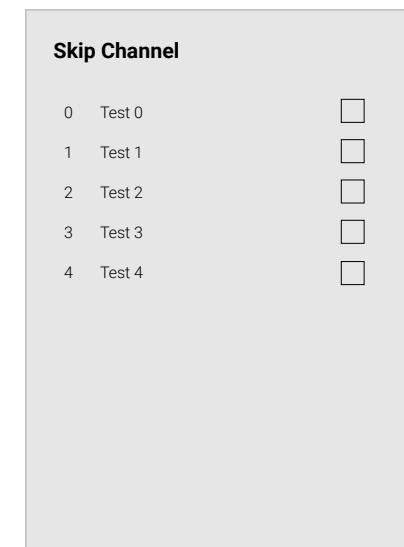 Skip Channel
0 Test 0
1 Test 1
2 Test 2
3 Test 3
4 Test 4